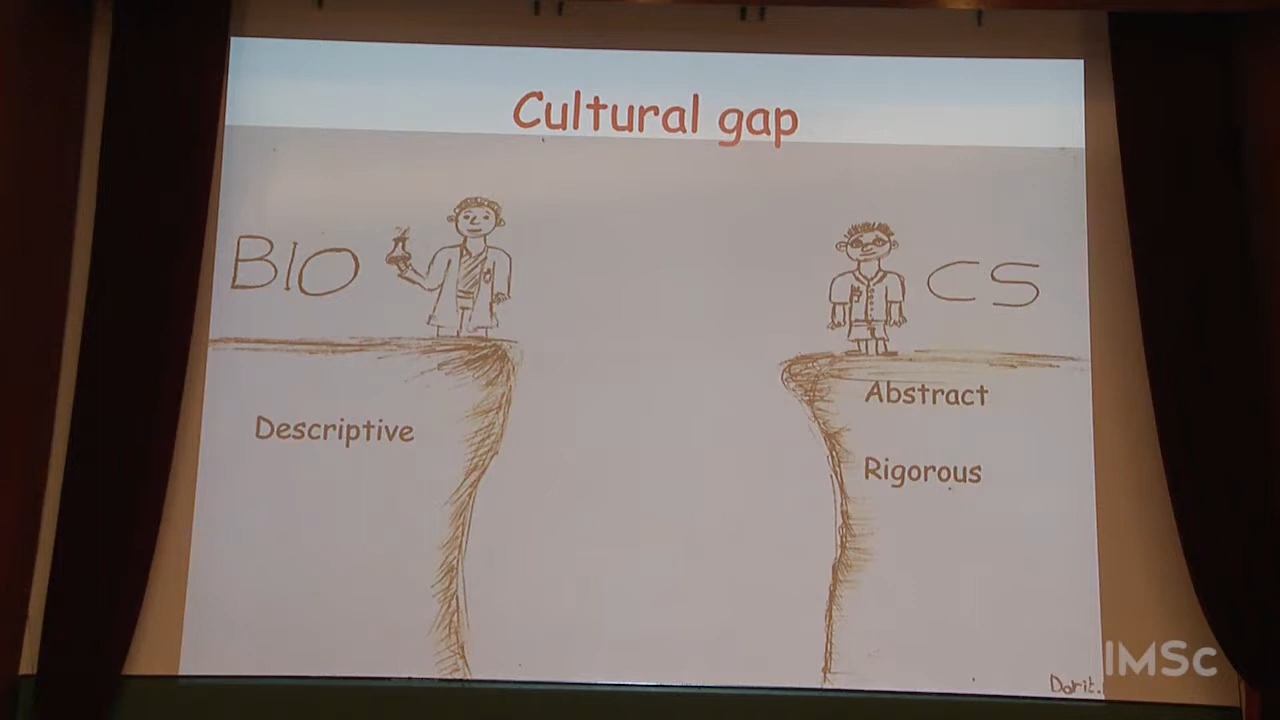 Cultural gap
BIO
CS
Abstract
Descriptive
Rigorous
IMSc
Dorit.